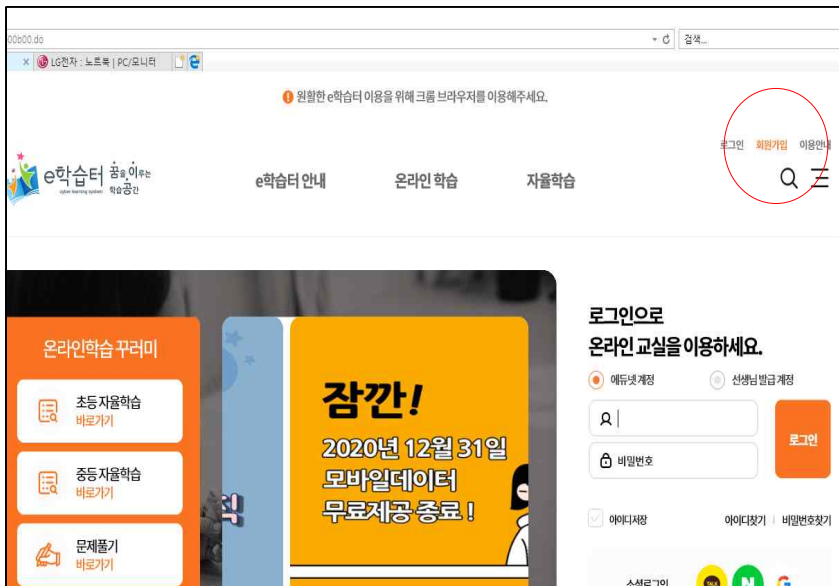 00b00.do
검색...
LG전자 : 노트북 | PC/모니터
원활한 e학습터 이용을 위해 크롬 브라우저를 이용해주세요.
로그인 회원가입 이용안내
e학습터 꿈을 이루는 학습공간
cyber learning system
e학습터 안내 온라인 학습 자율학습
온라인학습 꾸러미
초등 자율학습
바로가기
중등 자율학습
바로가기
문제풀기
바로가기
잠깐!
2020년 12월 31일
모바일데이터
무료제공 종료 !
로그인으로
온라인 교실을 이용하세요.
에듀넷 계정 선생님 발급 계정
비밀번호
로그인
아이디저장 아이디찾기 | 비밀번호찾기
소셜로그인 TALK N G